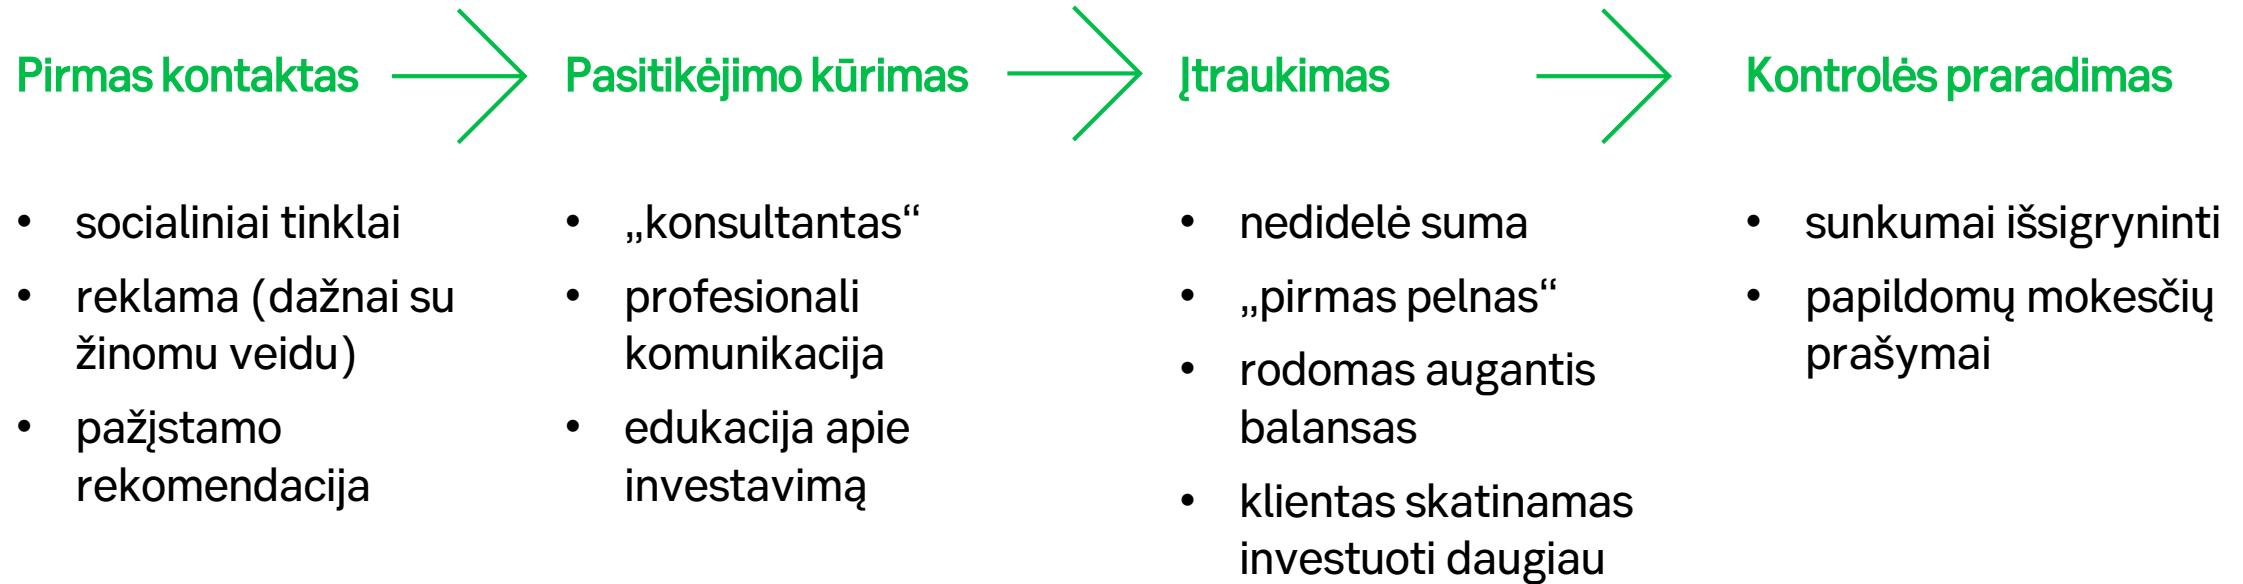 Pirmas kontaktas
• socialiniai tinklai
• reklama (dažnai su
žinomu veidu)
• pažįstamo
rekomendacija
Pasitikėjimo kūrimas
• „konsultantas“
• profesionali
komunikacija
• edukacija apie
investavimą
Įtraukimas
• nedidelė suma
• „pirmas pelnas“
• rodomas augantis
balansas
• klientas skatinamas
investuoti daugiau
Kontrolės praradimas
• sunkumai išsigryninti
• papildomų mokesčių
prašymai